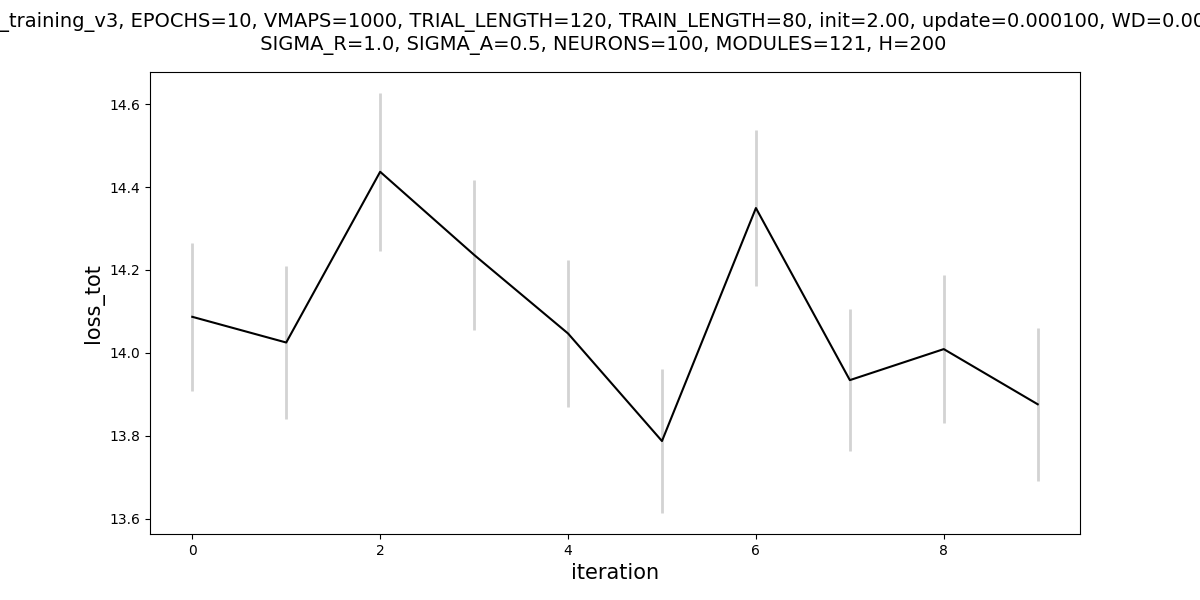 _training_v3, EPOCHS=10, VMAPS=1000, TRIAL_LENGTH=120, TRAIN_LENGTH=80, init=2.00, update=0.000100, WD=0.00
SIGMA_R=1.0, SIGMA_A=0.5, NEURONS=100, MODULES=121, H=200
14.6
14.4
14.2
14.0
13.8
13.6
loss_tot
0 2 4 6 8
iteration